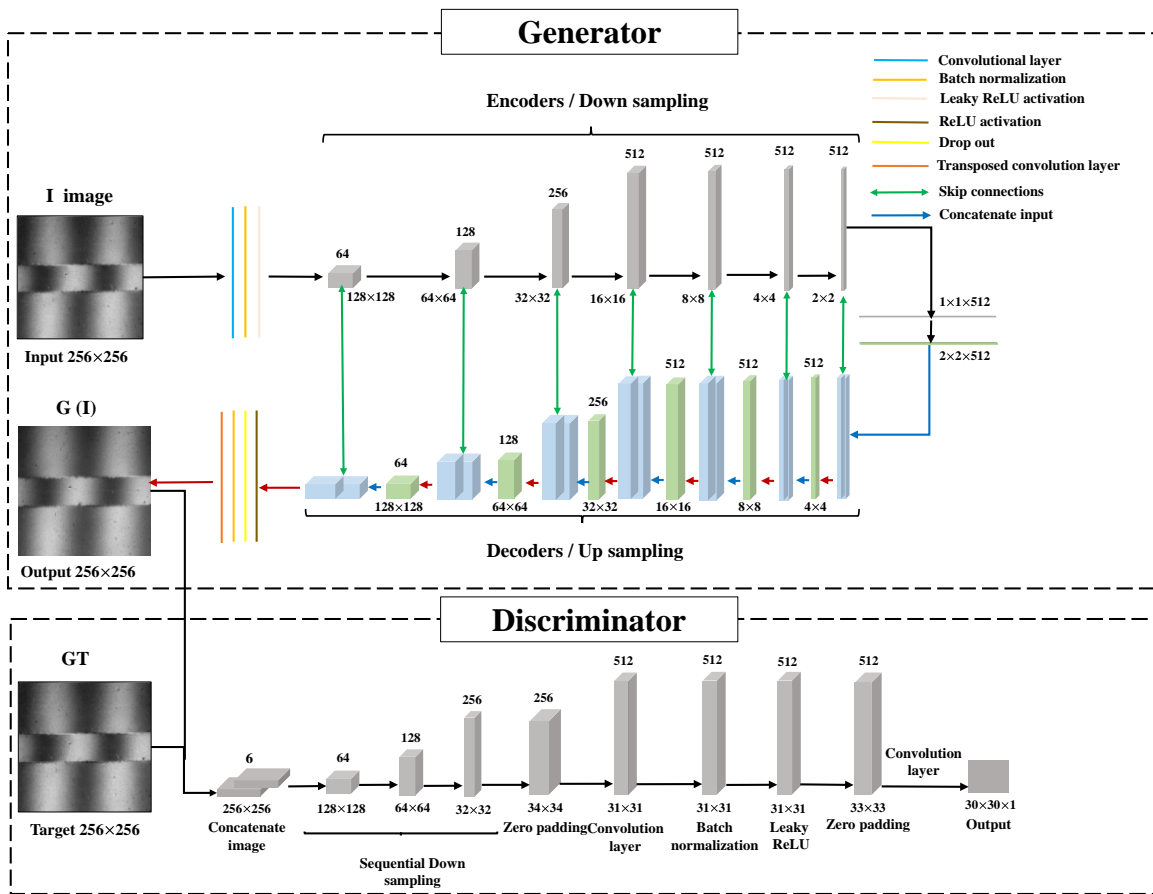 Generator
Convolutional layer
Batch normalization
Leaky ReLU activation
ReLU activation
Drop out
Transposed convolution layer
Skip connections
Concatenate input
Encoders / Down sampling
I image
Input 256×256
64
128
256
512
512
512
512
128×128
64×64
32×32
16×16
8×8
4×4
2×2
1×1×512
2×2×512
G (I)
Output 256×256
64
128
256
512
512
512
128×128
64×64
32×32
16×16
8×8
4×4
Decoders / Up sampling
Discriminator
GT
Target 256×256
6
64
128
256
256
512
512
512
512
Convolution
layer
256×256
128×128
64×64
32×32
34×34
31×31
31×31
31×31
33×33
30×30×1
Concatenate
image
Zero padding
Convolution
layer
Batch
normalization
Leaky
ReLU
Zero padding
Output
Sequential Down
sampling